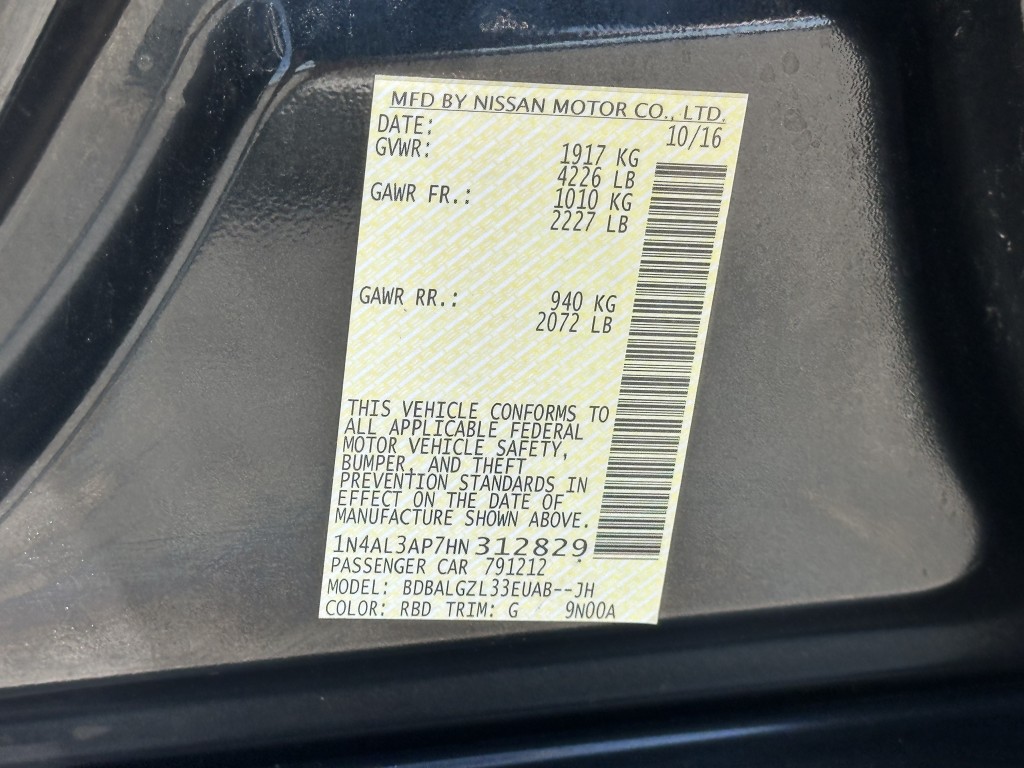 MFD BY NISSAN MOTOR CO., LTD.
DATE: 10/16
GVWR: 1917 KG
4226 LB
GAWR FR.: 1010 KG
2227 LB
GAWR RR.: 940 KG
2072 LB
THIS VEHICLE CONFORMS TO
ALL APPLICABLE FEDERAL
MOTOR VEHICLE SAFETY,
BUMPER, AND THEFT
PREVENTION STANDARDS IN
EFFECT ON THE DATE OF
MANUFACTURE SHOWN ABOVE.
1N4AL3AP7HN312829
PASSENGER CAR 791212
MODEL: BDBALGZL33EUAB--JH
COLOR: RBD TRIM: G 9N00A